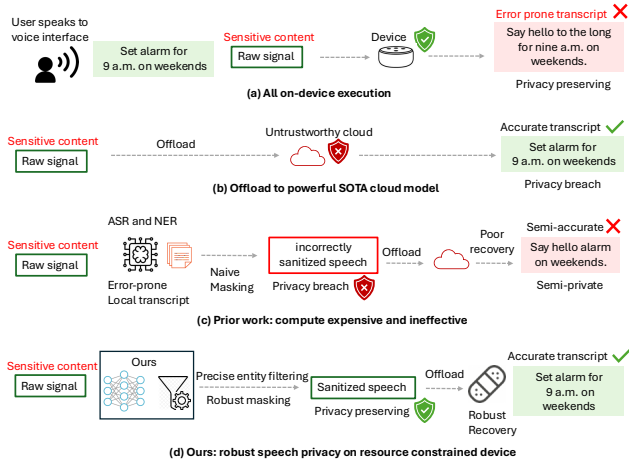 User speaks to
voice interface
Set alarm for
9 a.m. on weekends
Sensitive content
Raw signal
Device
Error prone transcript
Say hello to the long
for nine a.m. on
weekends.
Privacy preserving
(a) All on-device execution
Sensitive content
Raw signal
Offload
Untrustworthy cloud
Accurate transcript
Set alarm for
9 a.m. on weekends
Privacy breach
(b) Offload to powerful SOTA cloud model
Sensitive content
Raw signal
ASR and NER
Error-prone
Local transcript
Naive
Masking
incorrectly
sanitized speech
Privacy breach
Offload
Poor
recovery
Semi-accurate
Say hello alarm
on weekends.
Semi-private
(c) Prior work: compute expensive and ineffective
Sensitive content
Raw signal
Ours
Precise entity filtering
Robust masking
Sanitized speech
Privacy preserving
Offload
Robust
Recovery
Accurate transcript
Set alarm for
9 a.m. on
weekends
(d) Ours: robust speech privacy on resource constrained device